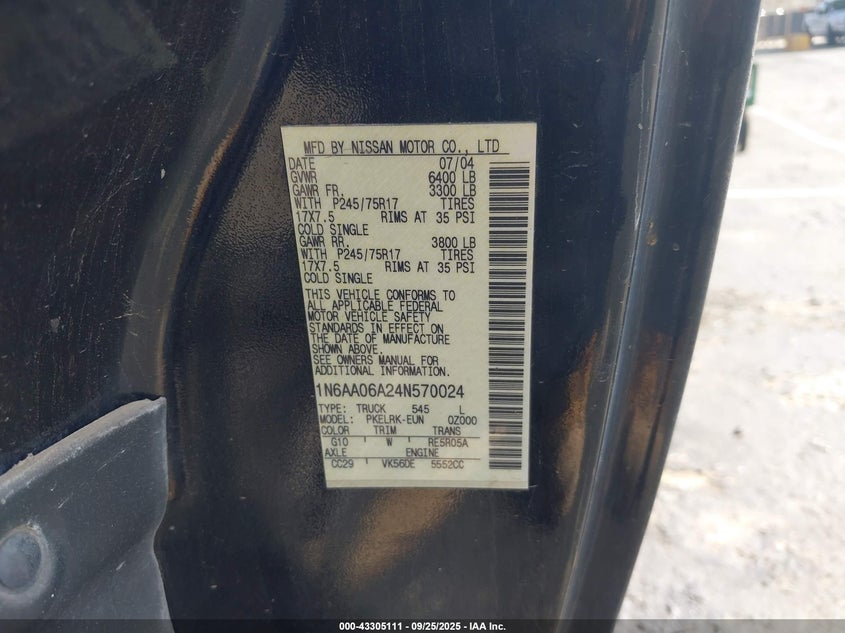 MFD BY NISSAN MOTOR CO., LTD
DATE 07/04
GVWR 6400 LB
GAWR FR. 3300 LB
WITH P245/75R17 TIRES
17X7.5 RIMS AT 35 PSI
COLD SINGLE
GAWR RR. 3800 LB
WITH P245/75R17 TIRES
17X7.5 RIMS AT 35 PSI
COLD SINGLE
THIS VEHICLE CONFORMS TO
ALL APPLICABLE FEDERAL
MOTOR VEHICLE SAFETY
STANDARDS IN EFFECT ON
THE DATE OF MANUFACTURE
SHOWN ABOVE.
SEE OWNERS MANUAL FOR
ADDITIONAL INFORMATION.
1N6AA06A24N570024
TYPE: TRUCK 545 L
MODEL: PKELRK-EUN 0Z000
COLOR TRIM TRANS
G10 W RE5R05A
AXLE ENGINE
CC29 VK56DE 5552CC
000-43305111 - 09/25/2025 - IAA Inc.